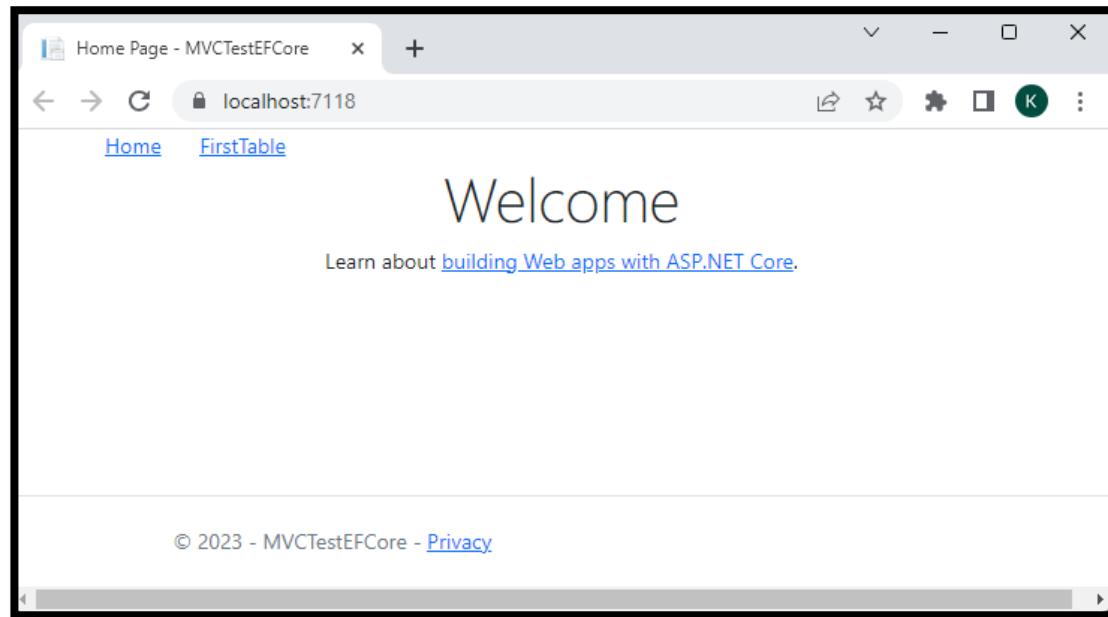 Home Page - MVCTestEFCore
localhost:7118
K
Home FirstTable
Welcome
Learn about building Web apps with ASP.NET Core.
© 2023 - MVCTestEFCore - Privacy